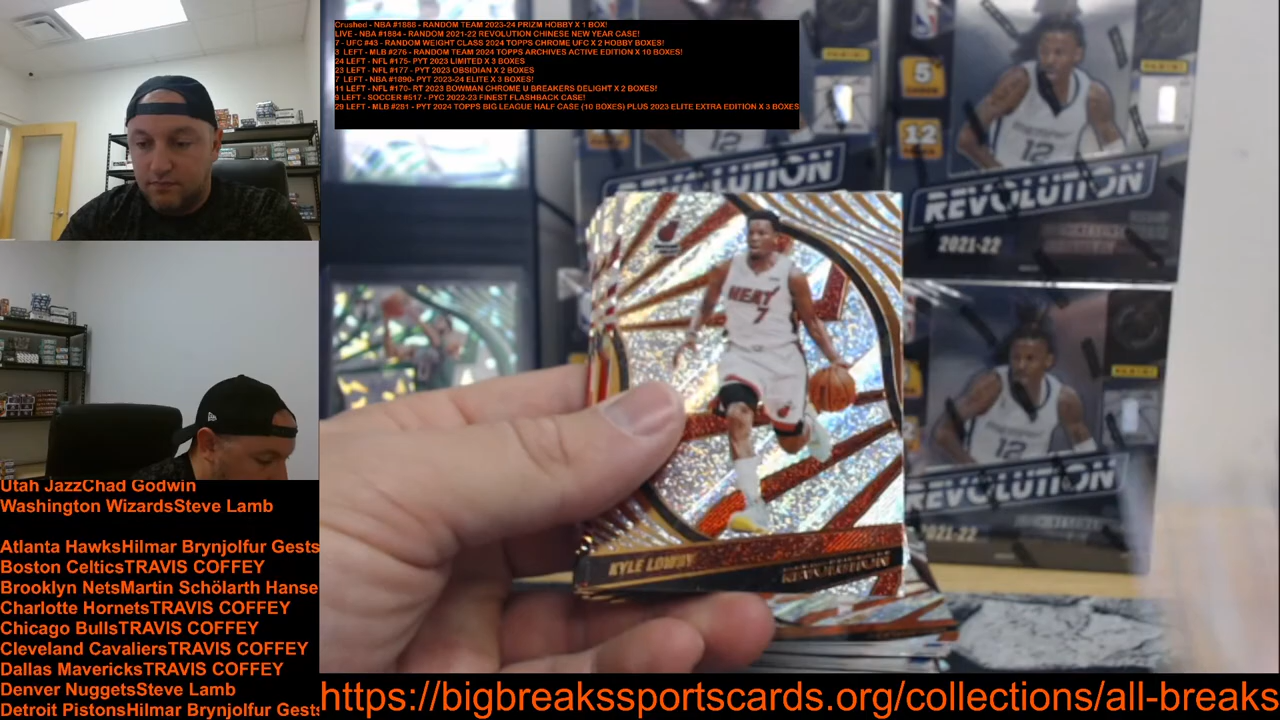 Crushed - NBA #1888 - RANDOM TEAM 2023-24 PRIZM HOBBY X 1 BOX!
LIVE - NBA #1884 - RANDOM 2021-22 REVOLUTION CHINESE NEW YEAR CASE!
7 - UFC #43 - RANDOM WEIGHT CLASS 2024 TOPPS CHROME UFC X 2 HOBBY BOXES!
3 LEFT - MLB #276 - RANDOM TEAM 2024 TOPPS ARCHIVES ACTIVE EDITION X 10 BOXES!
24 LEFT - NFL #175- PYT 2023 LIMITED X 3 BOXES
23 LEFT - NFL #177 - PYT 2023 OBSIDIAN X 2 BOXES
7 LEFT - NBA #1890- PYT 2023-24 ELITE X 3 BOXES!
11 LEFT - NFL #170- RT 2023 BOWMAN CHROME U BREAKERS DELIGHT X 2 BOXES!
9 LEFT - SOCCER #517 - PYC 2022-23 FINEST FLASHBACK CASE!
29 LEFT - MLB #281 - PYT 2024 TOPPS BIG LEAGUE HALF CASE (10 BOXES) PLUS 2023 ELITE EXTRA EDITION X 3 BOXES
5
12
12
REVOLUTION
REVOLUTION
2021-22
PANINI
12
REVOLUTION
2021-22
HEAT
7
KYLE LOWRY
REVOLUTION
Utah JazzChad Godwin
Washington WizardsSteve Lamb
Atlanta HawksHilmar Brynjolfur Gests
Boston CelticsTRAVIS COFFEY
Brooklyn NetsMartin Schölarth Hanse
Charlotte HornetsTRAVIS COFFEY
Chicago BullsTRAVIS COFFEY
Cleveland CavaliersTRAVIS COFFEY
Dallas MavericksTRAVIS COFFEY
Denver NuggetsSteve Lamb
Detroit PistonsHilmar Brynjolfur Gests
https://bigbreakssportscards.org/collections/all-breaks